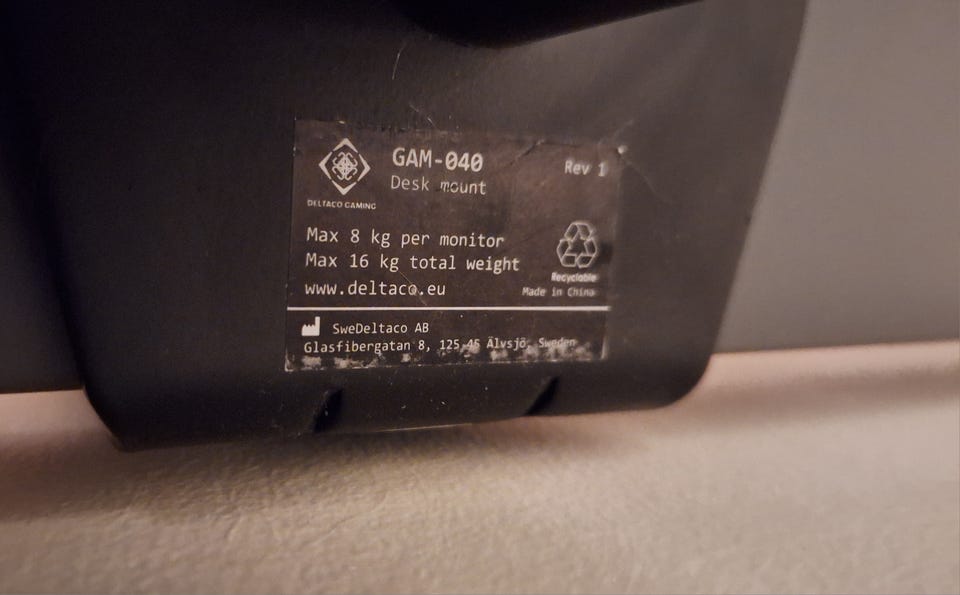 GAM-040
Rev 1
Desk mount
DELTACO GAMING
Max 8 kg per monitor
Max 16 kg total weight
Recyclable
www.deltaco.eu
Made in China
SweDeltaco AB
Glasfibergatan 8, 125 45 Älvsjö, Sweden